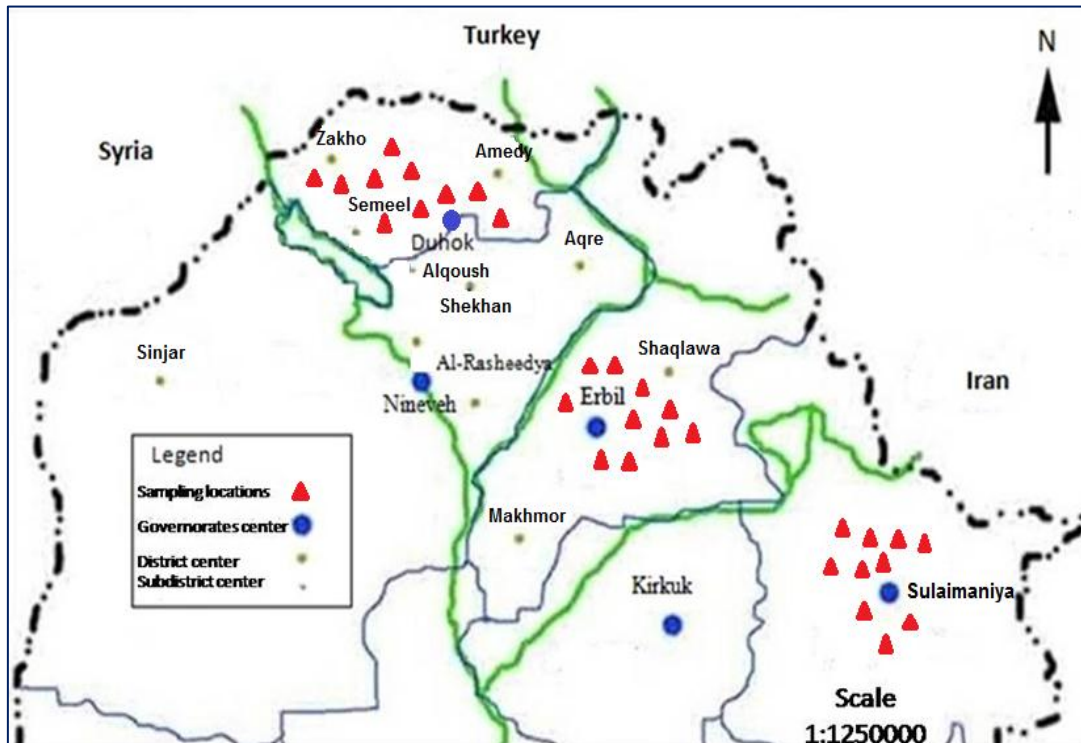 Turkey
N
Syria
Zakho
Amedy
Semeel
Duhok
Aqre
Alqoush
Shekhan
Sinjar
Al-Rasheedya
Shaqlawa
Iran
Nineveh
Erbil
Legend
Sampling locations
Governorates center
District center
Subdistrict center
Makhmor
Kirkuk
Sulaimaniya
Scale
1:1250000